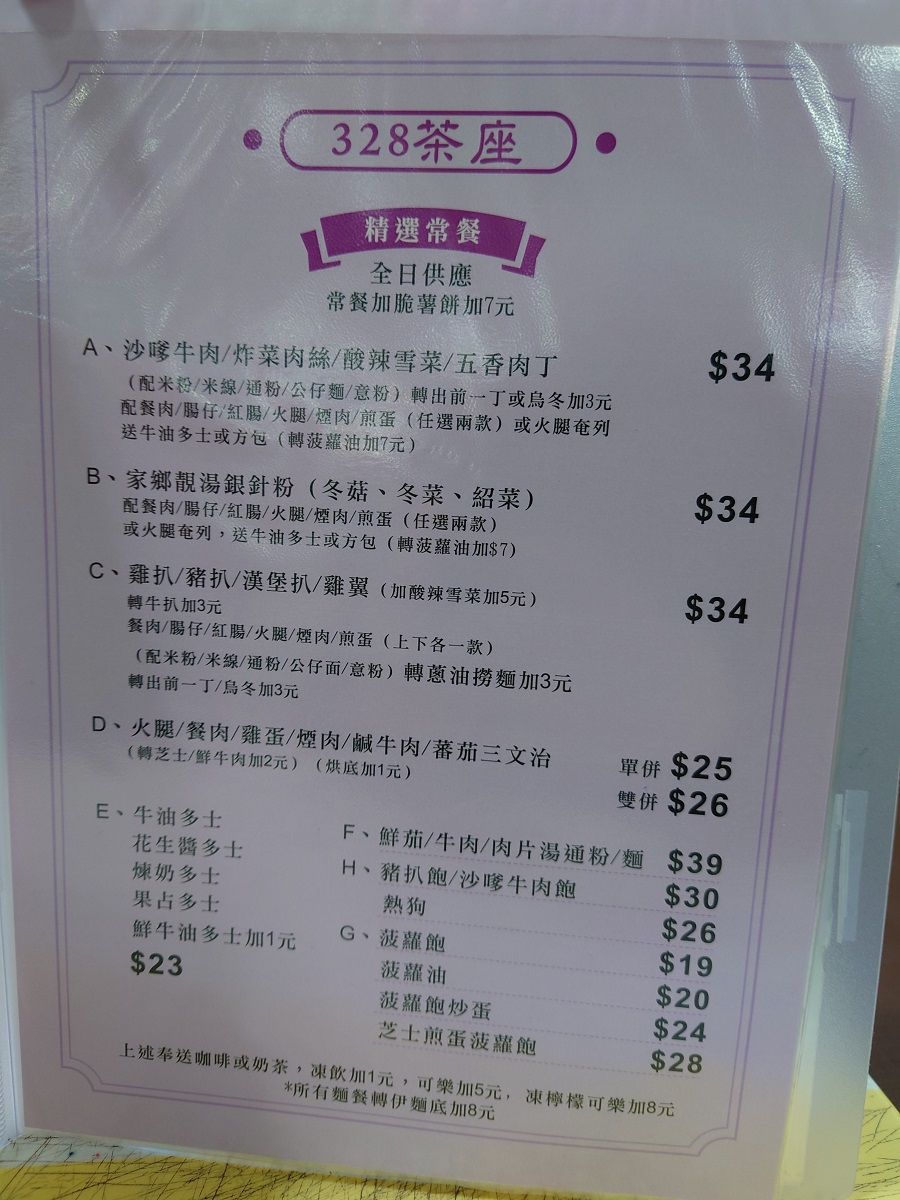 328茶座
精選常餐
全日供應
常餐加脆薯餅加7元
A、沙嗲牛肉/炸菜肉絲/酸辣雪菜/五香肉丁 $34
（配米粉/米線/通粉/公仔麵/意粉）轉出前一丁或烏冬加3元
配餐肉/腸仔/紅腸/火腿/煙肉/煎蛋（任選兩款）或火腿奄列
送牛油多士或方包（轉菠蘿油加7元）
B、家鄉靚湯銀針粉（冬菇、冬菜、紹菜） $34
配餐肉/腸仔/紅腸/火腿/煙肉/煎蛋（任選兩款）
或火腿奄列，送牛油多士或方包（轉菠蘿油加$7）
C、雞扒/豬扒/漢堡扒/雞翼（加酸辣雪菜加5元） $34
轉牛扒加3元
餐肉/腸仔/紅腸/火腿/煙肉/煎蛋（上下各一款）
（配米粉/米線/通粉/公仔面/意粉）轉蔥油撈麵加3元
轉出前一丁/烏冬加3元
D、火腿/餐肉/雞蛋/煙肉/鹹牛肉/蕃茄三文治
（轉芝士/鮮牛肉加2元）（烘底加1元） 單併 $25
雙併 $26
E、牛油多士
花生醬多士
煉奶多士
果占多士
鮮牛油多士加1元
$23
F、鮮茄/牛肉/肉片湯通粉/麵 $39
H、豬扒飽/沙嗲牛肉飽 $30
熱狗 $26
G、菠蘿飽 $19
菠蘿油 $20
菠蘿飽炒蛋 $24
芝士煎蛋菠蘿飽 $28
上述奉送咖啡或奶茶，凍飲加1元，可樂加5元，凍檸檬可樂加8元
*所有麵餐轉伊麵底加8元